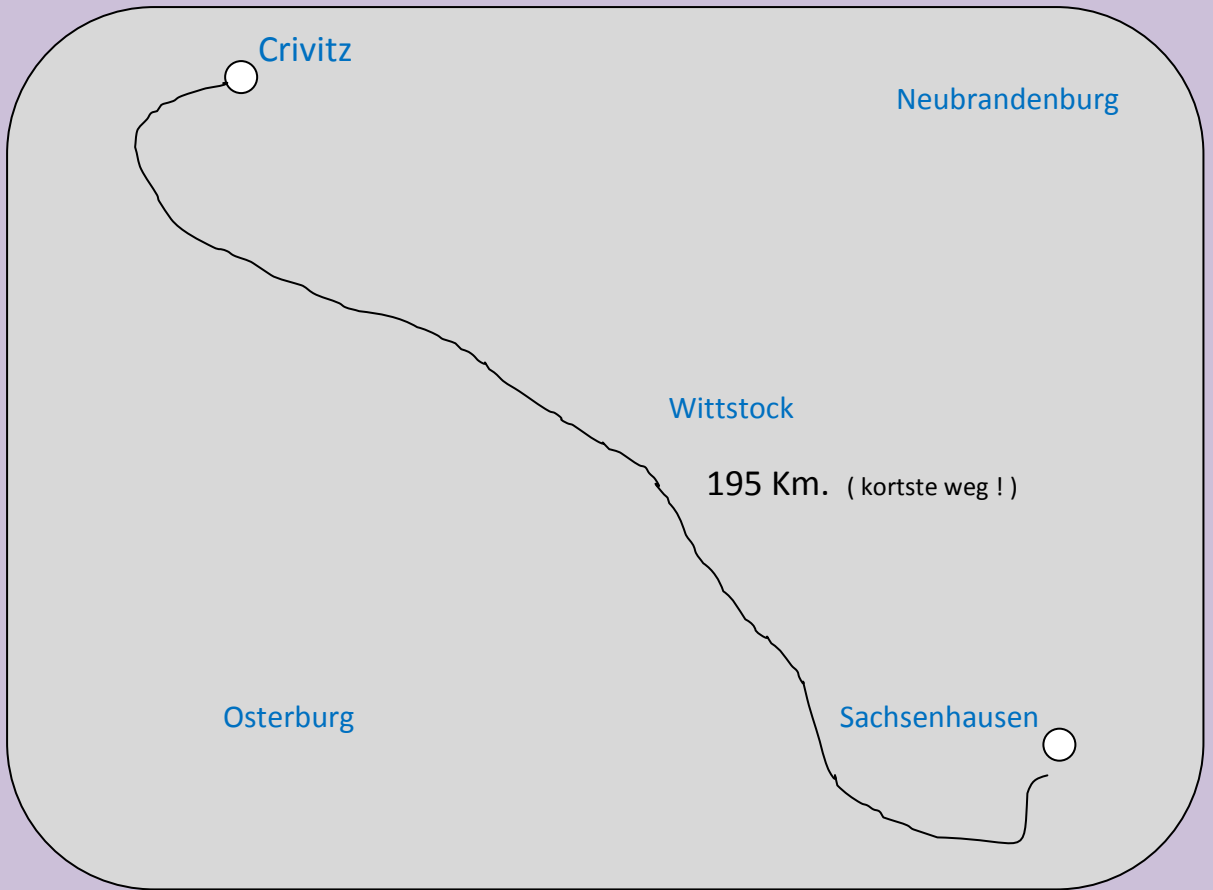 Crivitz
Neubrandenburg
Wittstock
195 Km. ( kortste weg ! )
Osterburg
Sachsenhausen